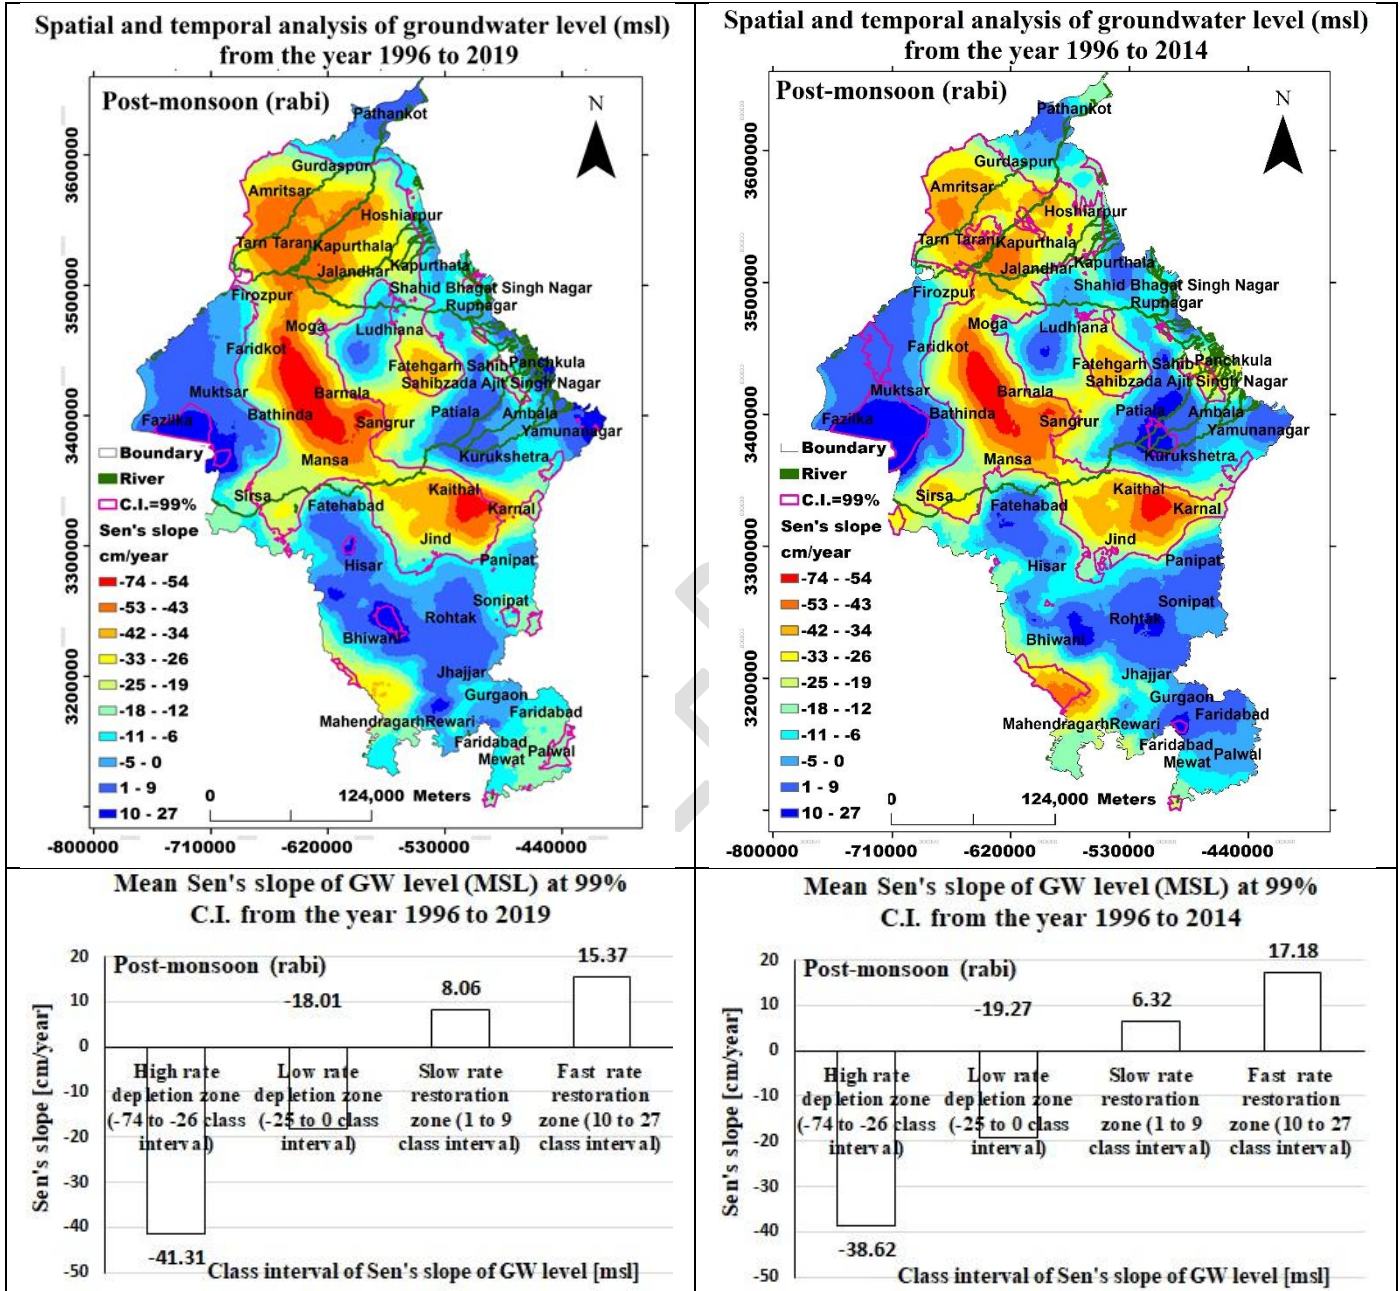 Spatial and temporal analysis of groundwater level (msl)
from the year 1996 to 2019
Post-monsoon (rabi)
N
Pathankot
Gurdaspur
Amritsar
Hoshiarpur
Tarn Taran
Kapurthala
Jalandhar
Kapurthala
Firozpur
Shahid Bhagat Singh Nagar
Rupnagar
Moga
Ludhiana
Faridkot
Fatehgarh Sahib
Panchkula
Sahibzada Ajit Singh Nagar
Muktsar
Barnala
Fazilka
Bathinda
Sangrur
Patiala
Ambala
Yamunanagar
Kurukshetra
Mansa
Sirsa
Fatehabad
Kaithal
Karnal
Jind
Hisar
Panipat
Sonipat
Rohtak
Bhiwani
Jhajjar
Gurgaon
Faridabad
Mahendragarh
Rewari
Faridabad
Mewat
Palwal
Boundary
River
C.I.=99%
Sen's slope
cm/year
-74 - -54
-53 - -43
-42 - -34
-33 - -26
-25 - -19
-18 - -12
-11 - -6
-5 - 0
1 - 9
10 - 27
0 124,000 Meters
3600000
3500000
3400000
3300000
3200000
-800000 -710000 -620000 -530000 -440000
Spatial and temporal analysis of groundwater level (msl)
from the year 1996 to 2014
Post-monsoon (rabi)
N
Pathankot
Gurdaspur
Amritsar
Hoshiarpur
Tarn Taran
Kapurthala
Jalandhar
Kapurthala
Firozpur
Shahid Bhagat Singh Nagar
Rupnagar
Moga
Ludhiana
Faridkot
Fatehgarh Sahib
Panchkula
Sahibzada Ajit Singh Nagar
Muktsar
Barnala
Fazilka
Bathinda
Sangrur
Patiala
Ambala
Yamunanagar
Kurukshetra
Mansa
Sirsa
Fatehabad
Kaithal
Karnal
Jind
Hisar
Panipat
Sonipat
Rohtak
Bhiwani
Jhajjar
Gurgaon
Faridabad
Mahendragarh
Rewari
Faridabad
Mewat
Palwal
Boundary
River
C.I.=99%
Sen's slope
cm/year
-74 - -54
-53 - -43
-42 - -34
-33 - -26
-25 - -19
-18 - -12
-11 - -6
-5 - 0
1 - 9
10 - 27
0 124,000 Meters
3600000
3500000
3400000
3300000
3200000
-800000 -710000 -620000 -530000 -440000
Mean Sen's slope of GW level (MSL) at 99%
C.I. from the year 1996 to 2019
Post-monsoon (rabi)
Sen's slope [cm/year]
20
10
0
-10
-20
-30
-40
-50
-41.31
-18.01
8.06
15.37
High rate
depletion zone
(-74 to -26 class
interval)
Low rate
depletion zone
(-25 to 0 class
interval)
Slow rate
restoration
zone (1 to 9
class interval)
Fast rate
restoration
zone (10 to 27
class interval)
Class interval of Sen's slope of GW level [msl]
Mean Sen's slope of GW level (MSL) at 99%
C.I. from the year 1996 to 2014
Post-monsoon (rabi)
Sen's slope [cm/year]
20
10
0
-10
-20
-30
-40
-50
-38.62
-19.27
6.32
17.18
High rate
depletion zone
(-74 to -26 class
interval)
Low rate
depletion zone
(-25 to 0 class
interval)
Slow rate
restoration
zone (1 to 9
class interval)
Fast rate
restoration
zone (10 to 27
class interval)
Class interval of Sen's slope of GW level [msl]